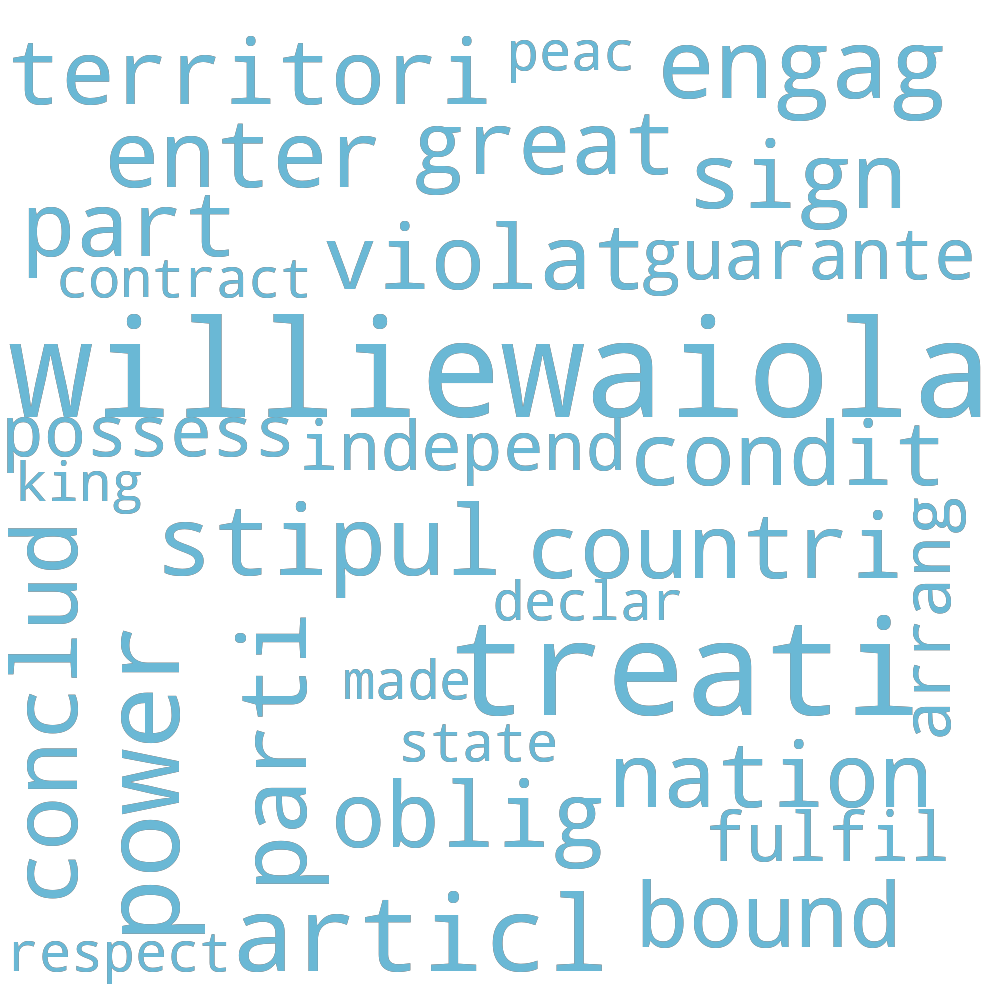 territori peac engag
enter great sign
part violat guarante
contract
williewaiola
possess independ condit
king
stipul countri arrang
conclud declar
power parti made treati
state
oblig nation
fulfil
articl bound
respect